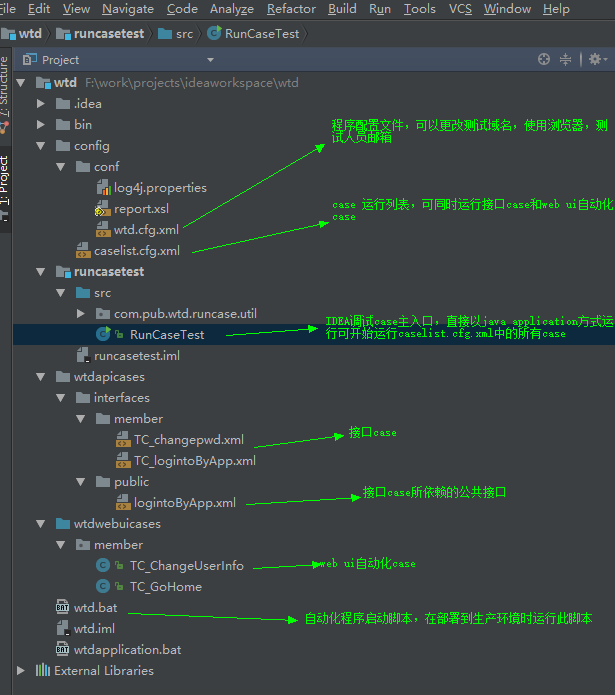 File Edit View Navigate Code Analyze Refactor Build Run Tools VCS Window Help
wtd runcasetest src RunCaseTest
Project
wtd F:\work\projects\ideaworkspace\wtd
.idea
bin
程序配置文件，可以更改测试域名，使用浏览器，测
试人员邮箱
config
conf
log4j.properties
report.xsl
case 运行列表，可同时运行接口case和web ui自动化
case
wtd.cfg.xml
caselist.cfg.xml
runcasetest
src
com.pub.wtd.runcase.util
IDEA调试case主入口，直接以java application方式运
行可开始运行caselist.cfg.xml中的所有case
RunCaseTest
runcasetest.iml
wtdapicases
interfaces
member
TC_changepwd.xml
接口case
TC_logintoByApp.xml
public
接口case所依赖的公共接口
logintoByApp.xml
wtdwebuicases
member
TC_ChangeUserInfo
web ui自动化case
TC_GoHome
wtd.bat
自动化程序启动脚本，在部署到生产环境时运行此脚本
wtd.iml
wtdapplication.bat
External Libraries
7: Structure
1: Project